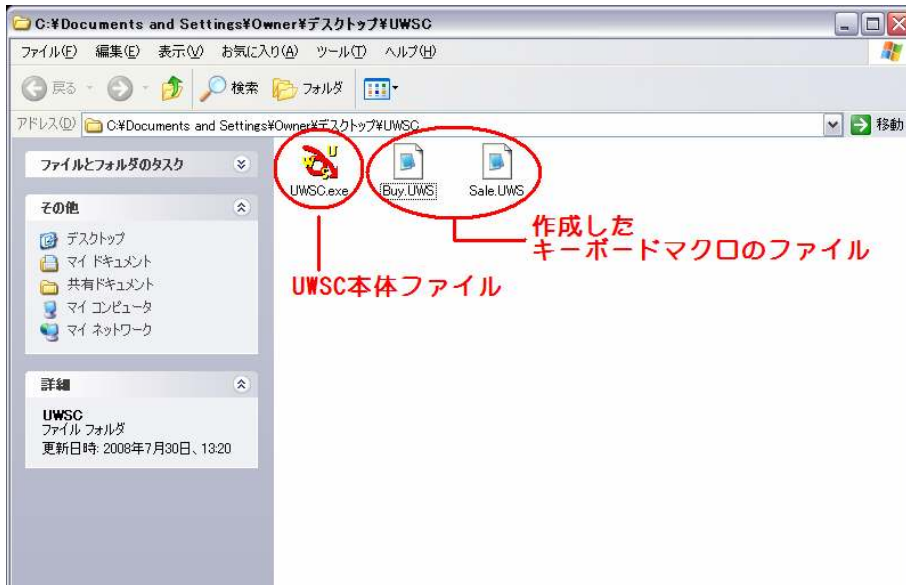 C:¥Documents and Settings¥Owner¥デスクトップ¥UWSC
ファイル(F) 編集(E) 表示(V) お気に入り(A) ツール(T) ヘルプ(H)
戻る 検索 フォルダ
アドレス(D) C:¥Documents and Settings¥Owner¥デスクトップ¥UWSC 移動
ファイルとフォルダのタスク
その他
デスクトップ
マイ ドキュメント
共有ドキュメント
マイ コンピュータ
マイ ネットワーク
詳細
UWSC
ファイル フォルダ
更新日時: 2008年7月30日、13:20
UWSC.exe Buy.UWS Sale.UWS
作成した
キーボードマクロのファイル
UWSC本体ファイル